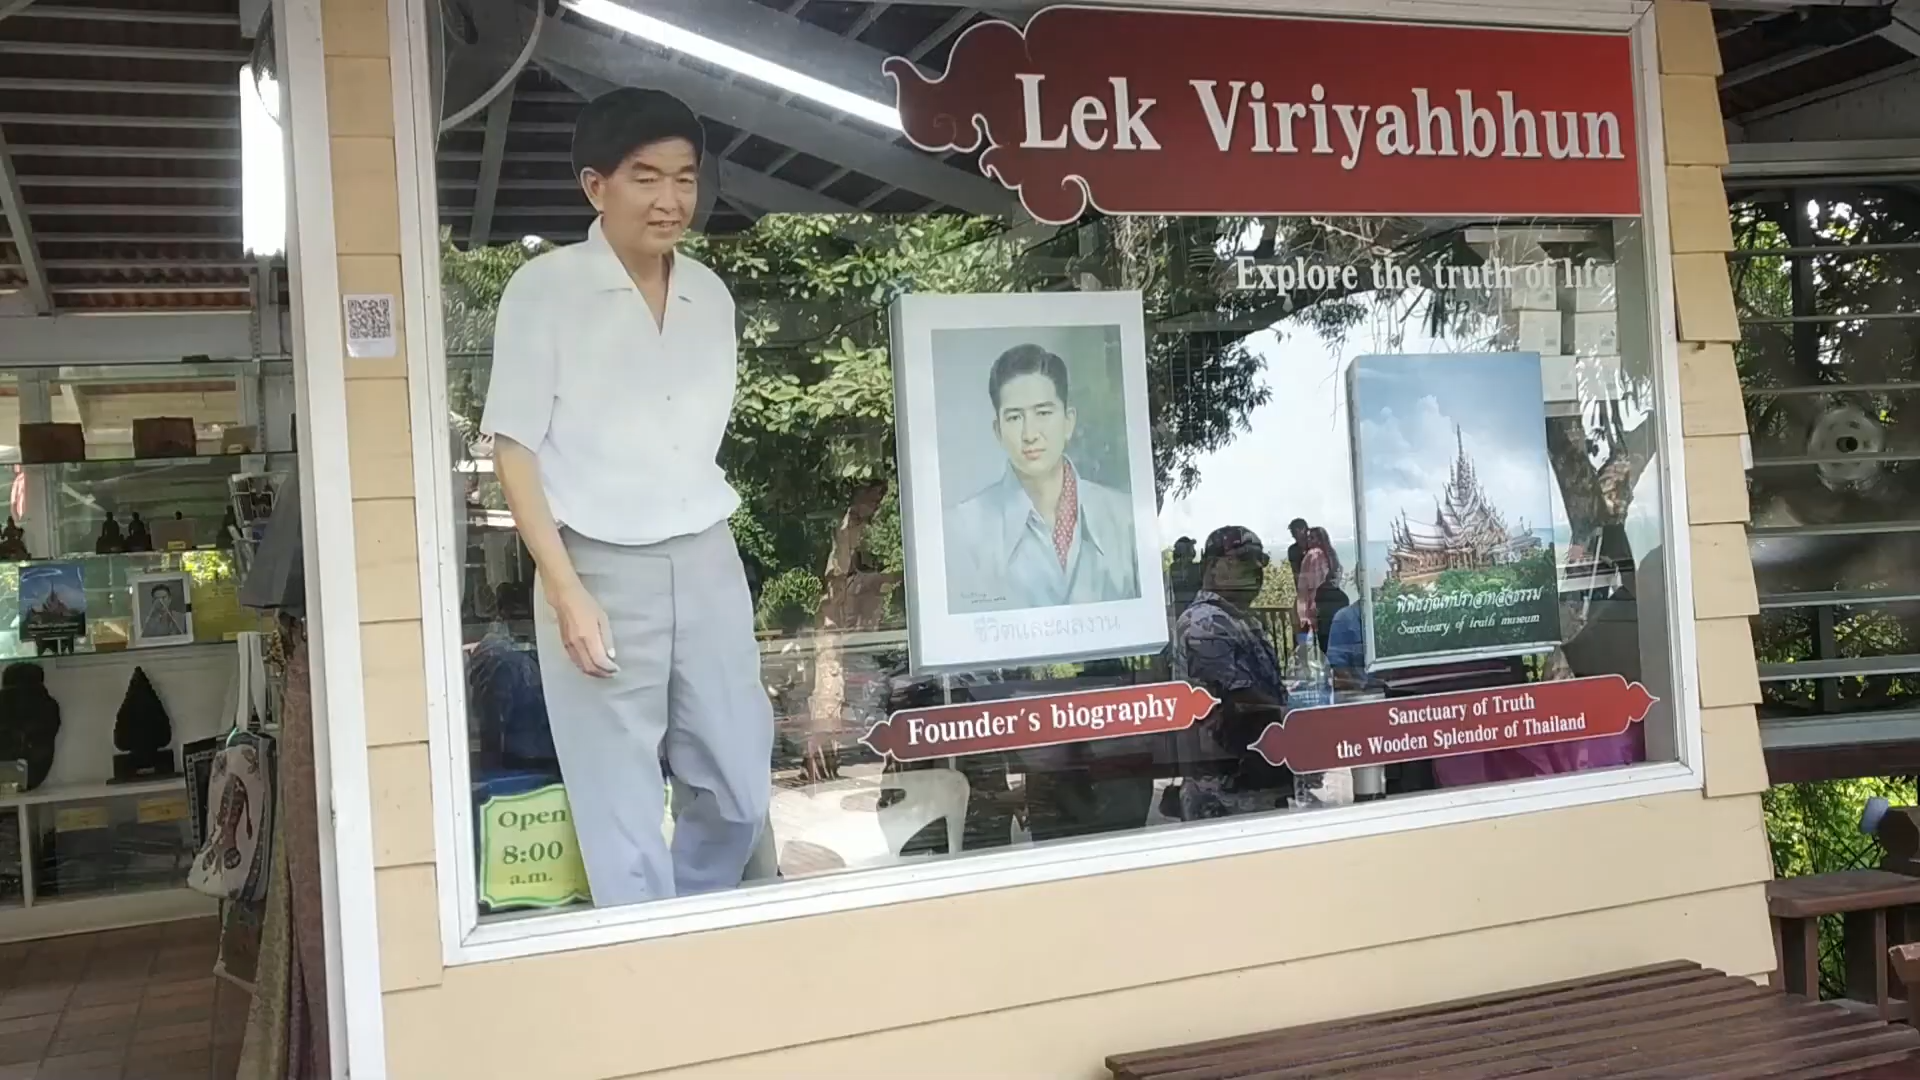 Lek Viriyahbhun
Explore the truth of life
ชีวิตและผลงาน
พิพิธภัณฑ์ปราสาทสัจธรรม
Sanctuary of truth museum
Founder's biography
Sanctuary of Truth
the Wooden Splendor of Thailand
Open
8:00
a.m.